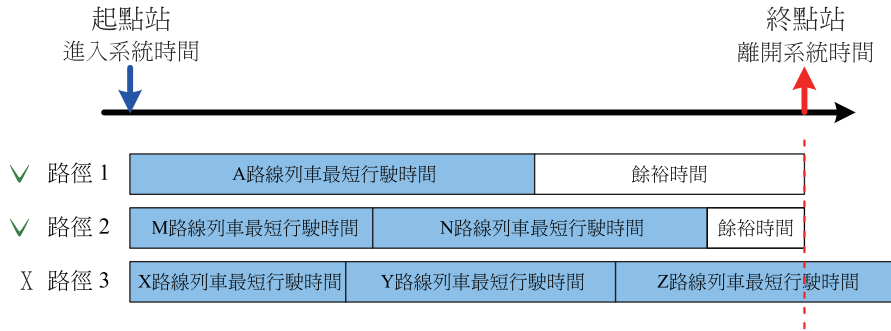 起點站
進入系統時間
終點站
離開系統時間
路徑 1
A路線列車最短行駛時間
餘裕時間
路徑 2
M路線列車最短行駛時間
N路線列車最短行駛時間
餘裕時間
X 路徑 3
X路線列車最短行駛時間
Y路線列車最短行駛時間
Z路線列車最短行駛時間